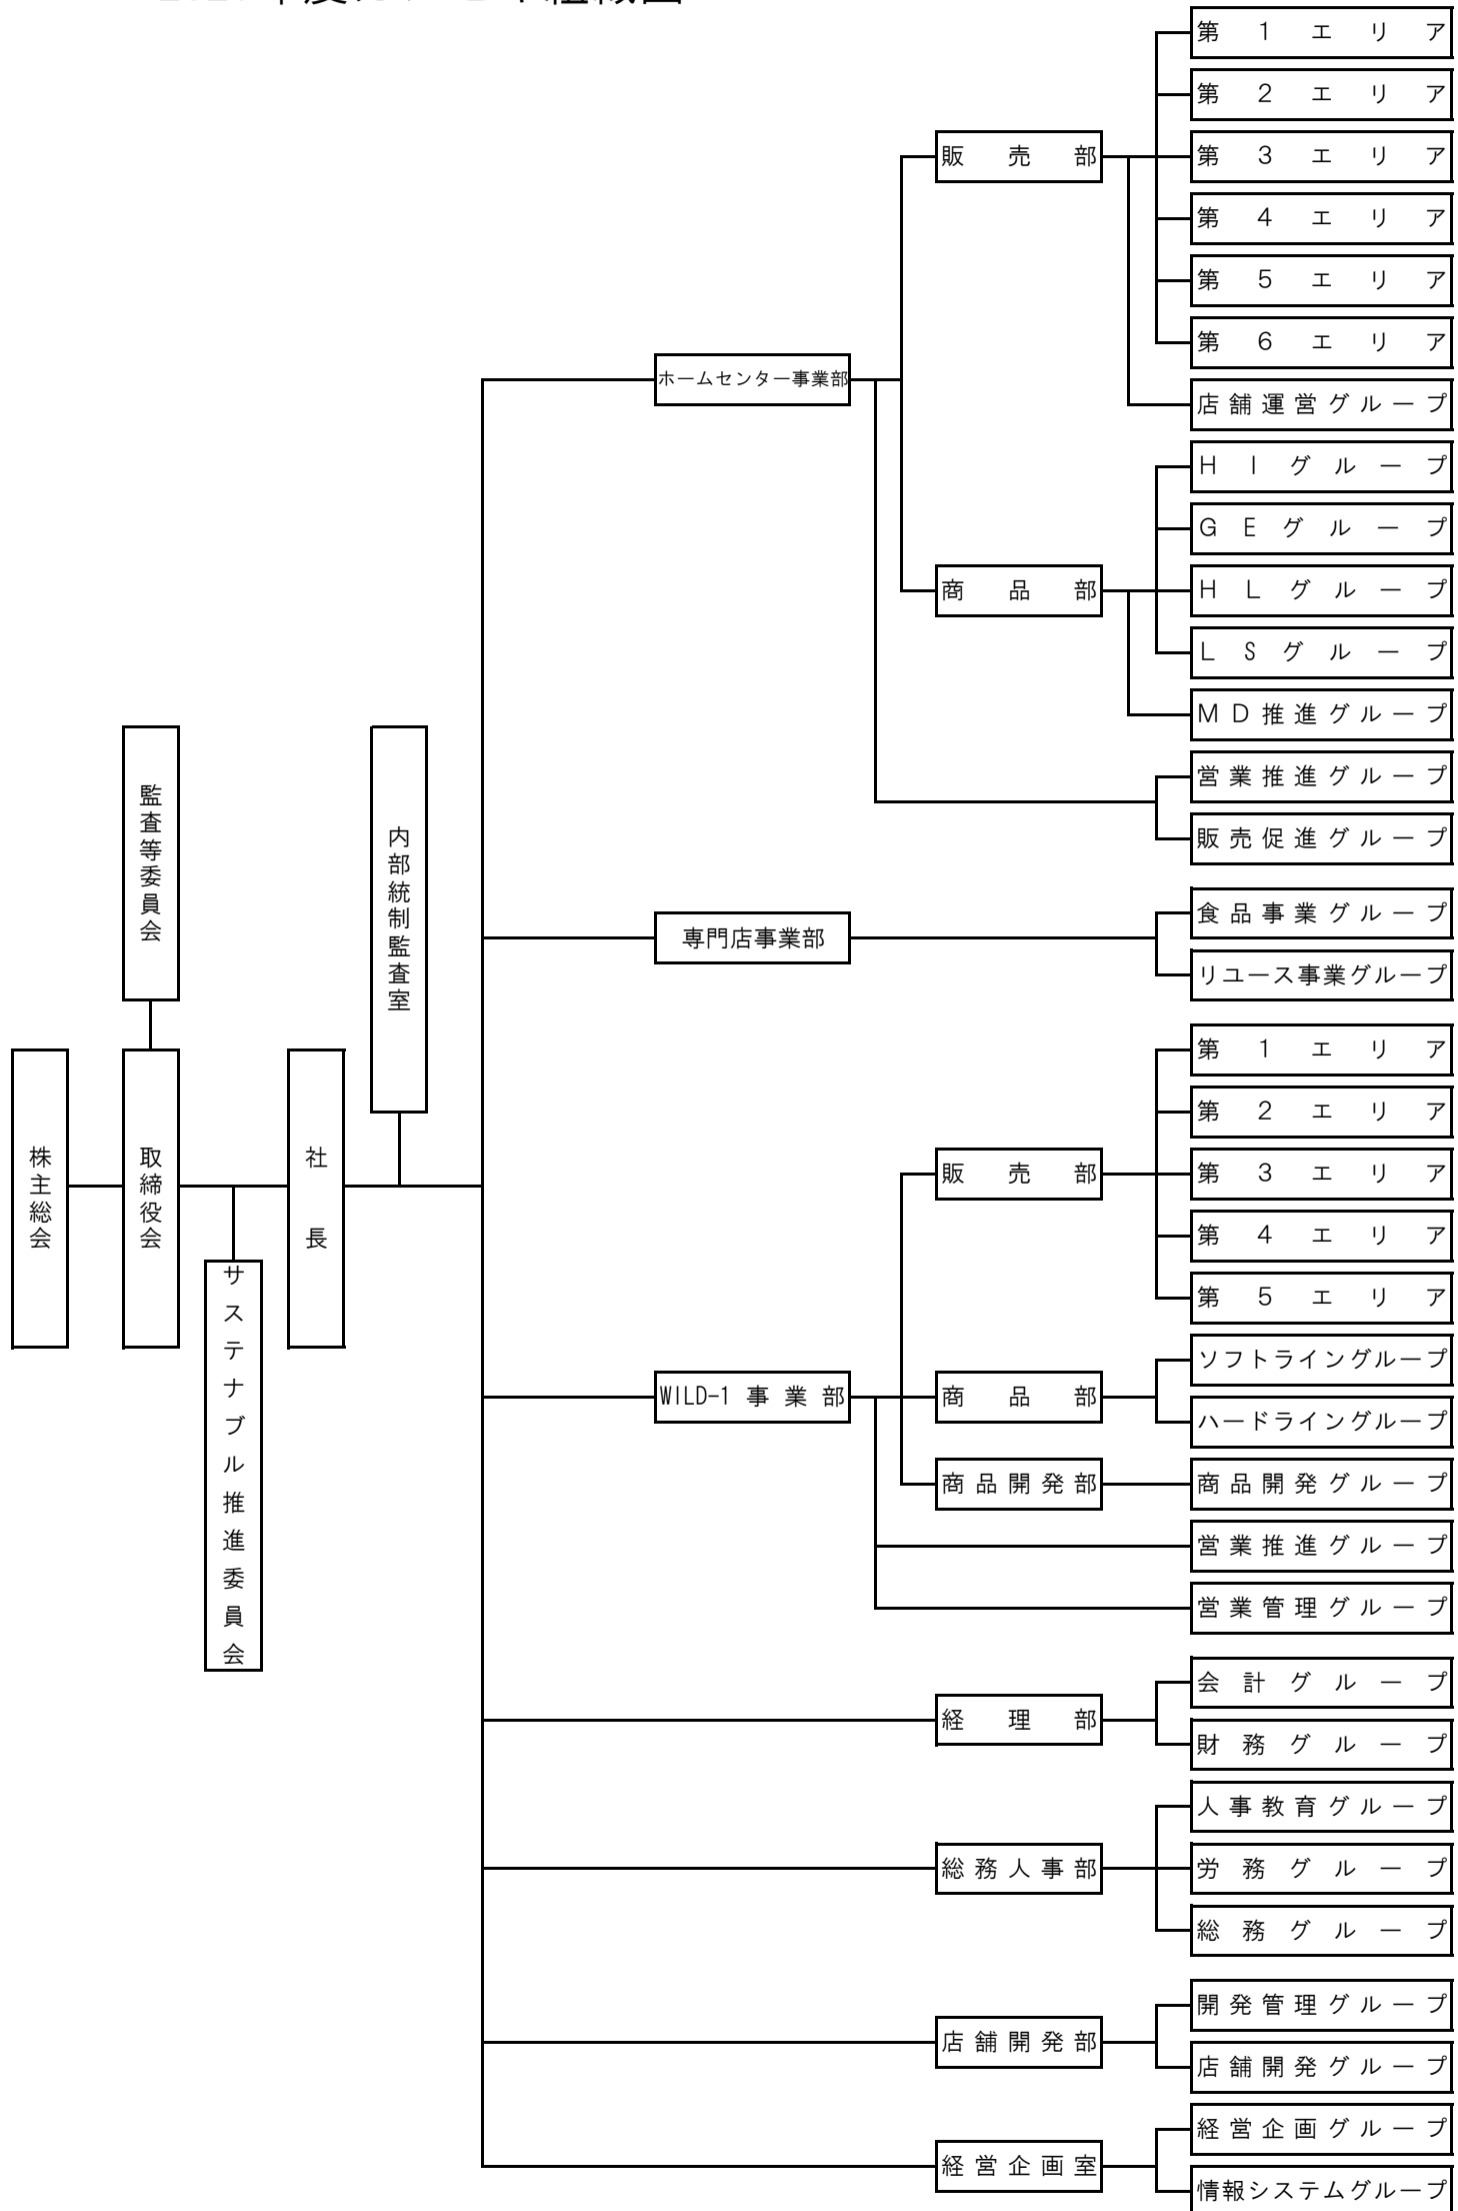 第1エリア
第2エリア
販売部
第3エリア
第4エリア
第5エリア
第6エリア
ホームセンター事業部
店舗運営グループ
HIグループ
GEグループ
商品部
HLグループ
LSグループ
MD推進グループ
営業推進グループ
販売促進グループ
監査等委員会
内部統制監査室
専門店事業部
食品事業グループ
リユース事業グループ
株主総会
取締役会
社長
サステナブル推進委員会
第1エリア
第2エリア
販売部
第3エリア
第4エリア
第5エリア
WILD-1事業部
商品部
ソフトライングループ
ハードライングループ
商品開発部
商品開発グループ
営業推進グループ
営業管理グループ
経理部
会計グループ
財務グループ
総務人事部
人事教育グループ
労務グループ
総務グループ
店舗開発部
開発管理グループ
店舗開発グループ
経営企画室
経営企画グループ
情報システムグループ